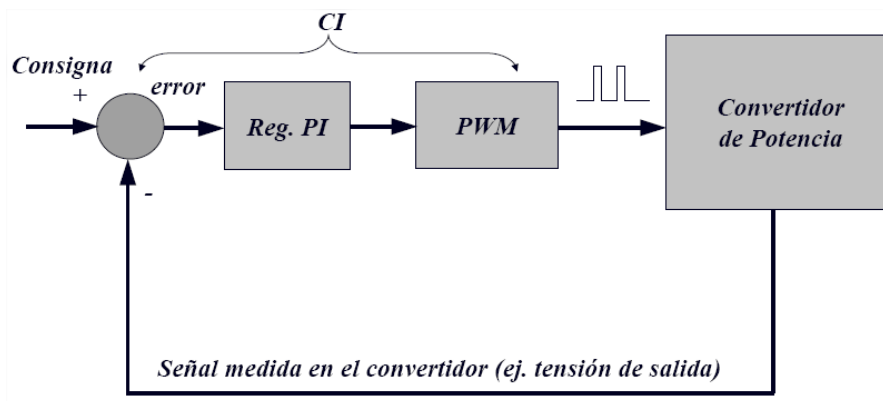 CI
Consigna
+
error
Reg. PI
PWM
Convertidor
de Potencia
-
Señal medida en el convertidor (ej. tensión de salida)